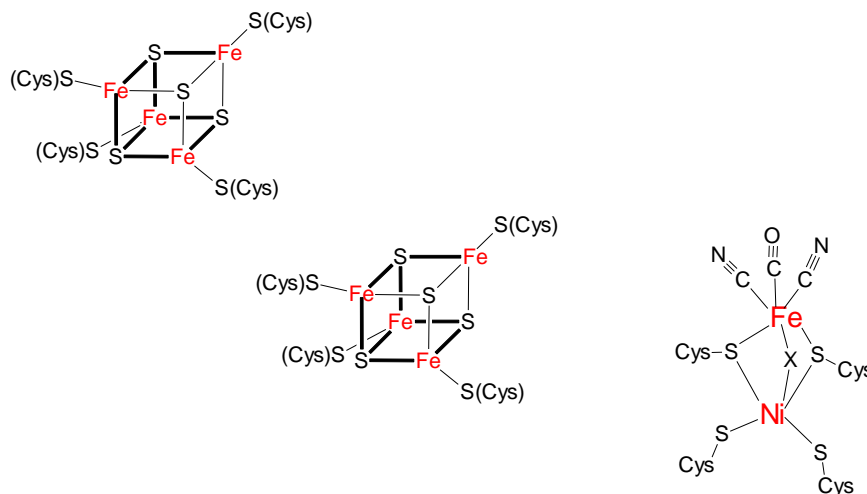 S(Cys)
S Fe
(Cys)S Fe S
Fe S
(Cys)S S Fe
S(Cys)
S(Cys)
S Fe
(Cys)S Fe S
Fe S
(Cys)S S Fe
S(Cys)
N O N
C C C
Fe
Cys S X S Cys
Ni
S S
Cys Cys